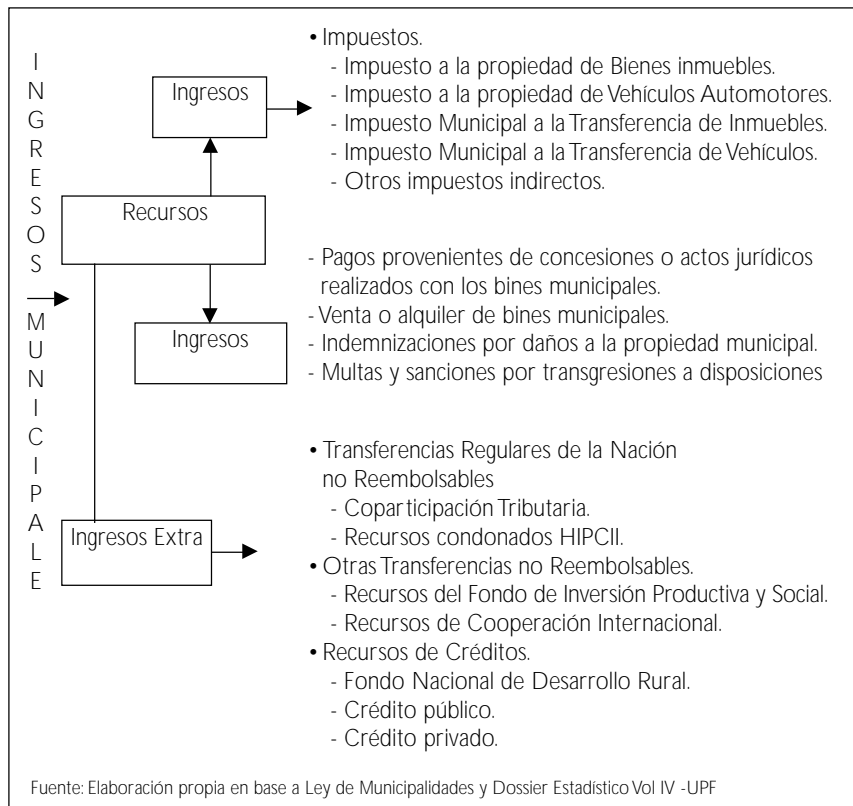 INGRESOS MUNICIPALE
• Impuestos.
- Impuesto a la propiedad de Bienes inmuebles.
- Impuesto a la propiedad de Vehículos Automotores.
- Impuesto Municipal a la Transferencia de Inmuebles.
- Impuesto Municipal a la Transferencia de Vehículos.
- Otros impuestos indirectos.
Ingresos
Recursos
- Pagos provenientes de concesiones o actos jurídicos
realizados con los bines municipales.
- Venta o alquiler de bines municipales.
- Indemnizaciones por daños a la propiedad municipal.
- Multas y sanciones por transgresiones a disposiciones
Ingresos
• Transferencias Regulares de la Nación
no Reembolsables
- Coparticipación Tributaria.
- Recursos condonados HIPCII.
• Otras Transferencias no Reembolsables.
- Recursos del Fondo de Inversión Productiva y Social.
- Recursos de Cooperación Internacional.
• Recursos de Créditos.
- Fondo Nacional de Desarrollo Rural.
- Crédito público.
- Crédito privado.
Ingresos Extra
Fuente: Elaboración propia en base a Ley de Municipalidades y Dossier Estadístico Vol IV -UPF